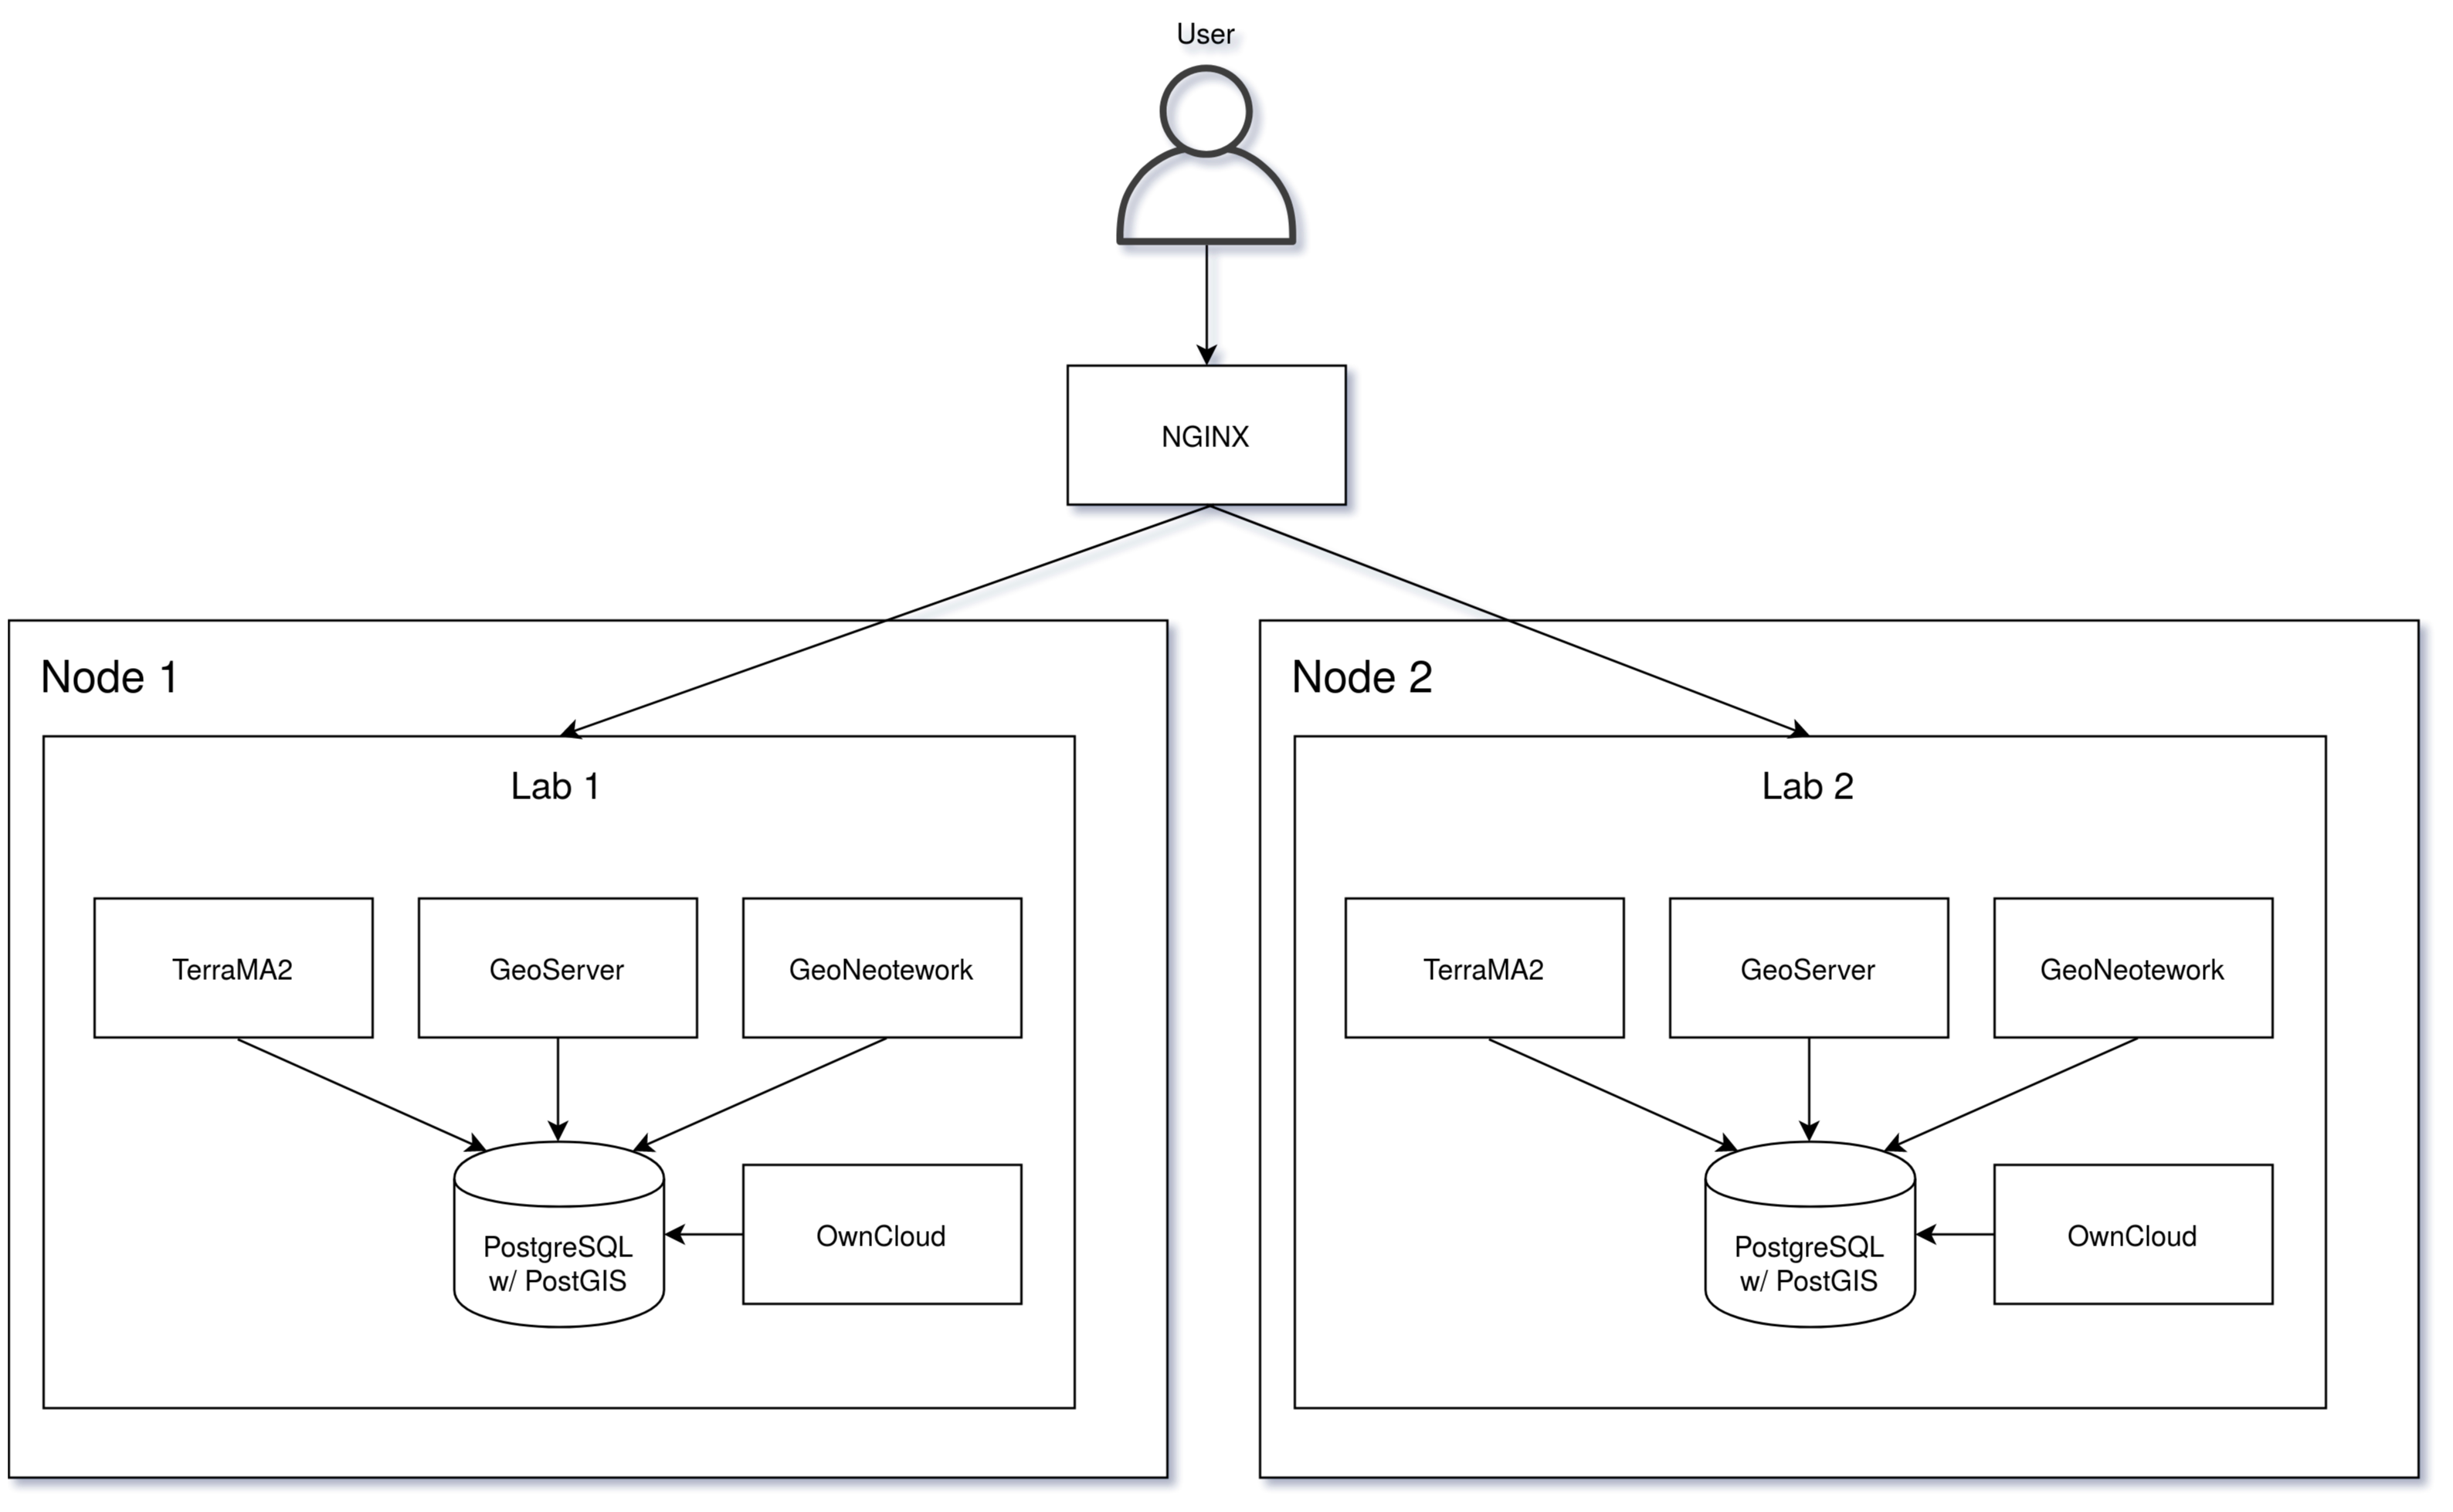 User
NGINX
Node 1
Lab 1
TerraMA2
GeoServer
GeoNeotework
PostgreSQL
w/ PostGIS
OwnCloud
Node 2
Lab 2
TerraMA2
GeoServer
GeoNeotework
PostgreSQL
w/ PostGIS
OwnCloud